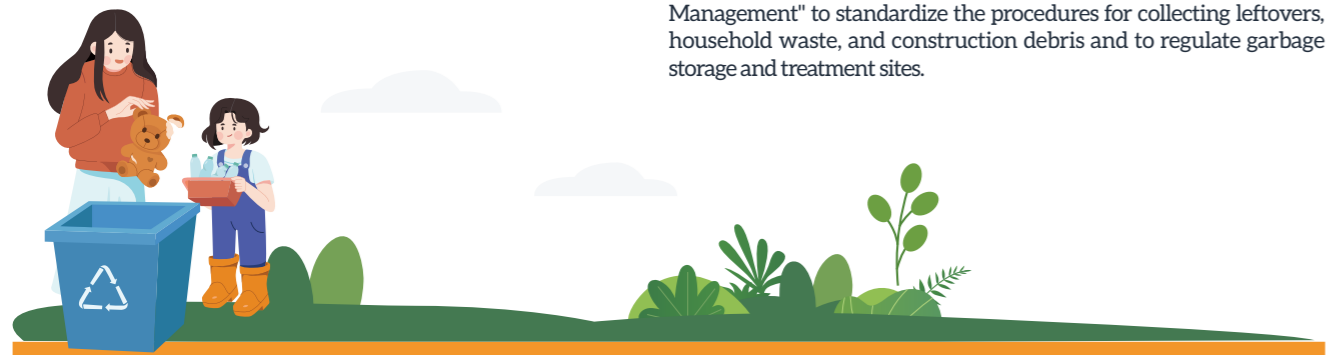 Management" to standardize the procedures for collecting leftovers,
household waste, and construction debris and to regulate garbage
storage and treatment sites.